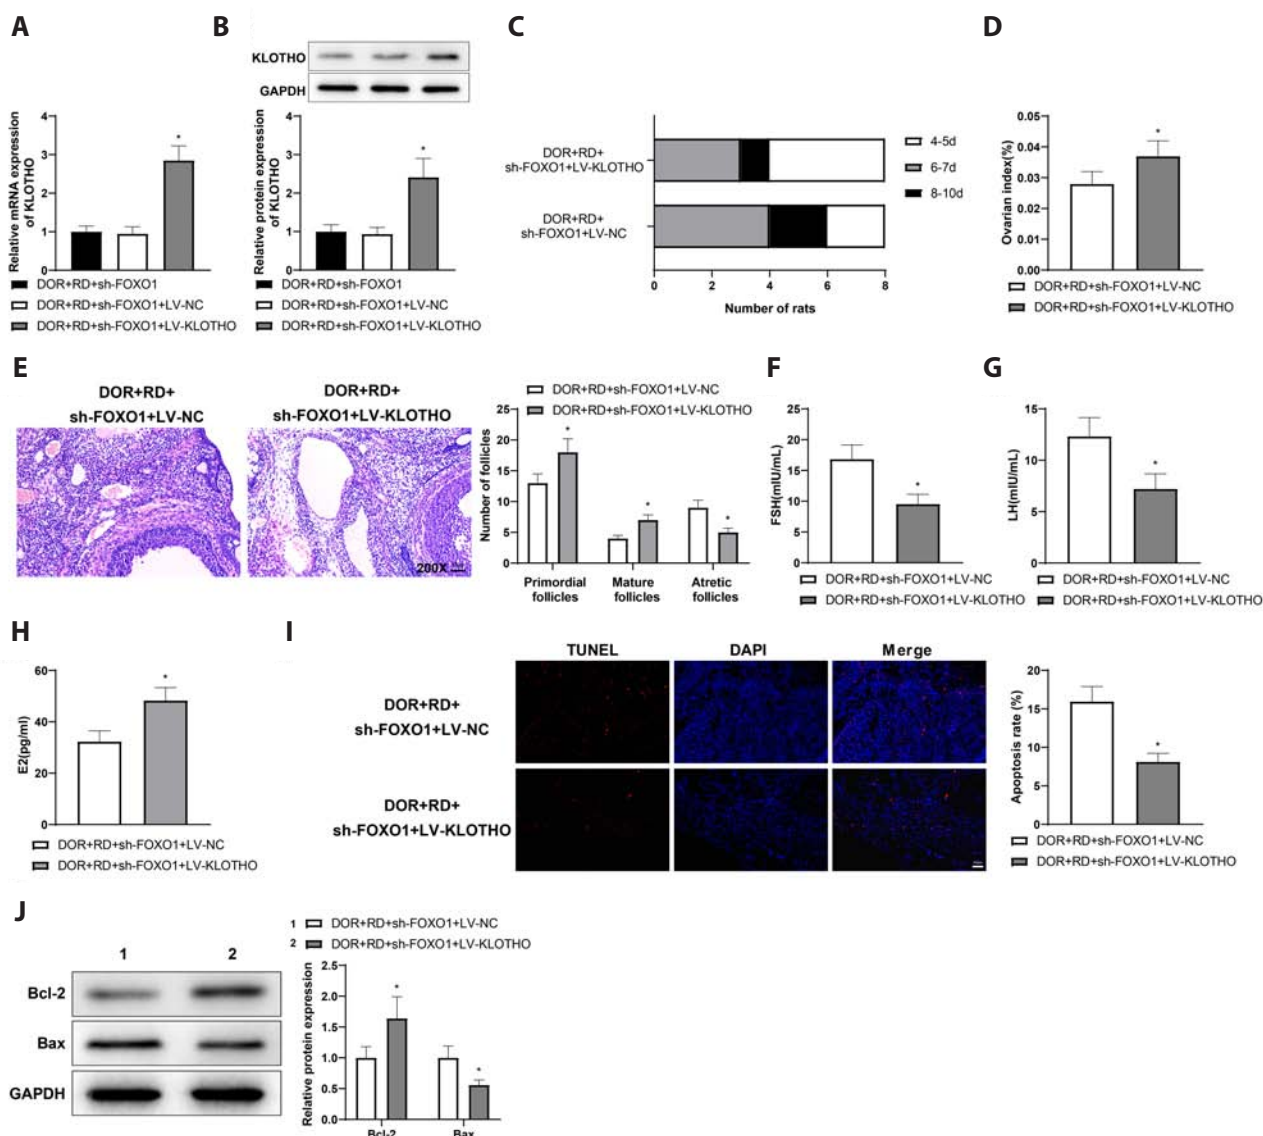 A
B
C
D
KLOTHO
GAPDH
Relative mRNA expression
of KLOTHO
4
3
2
1
0
DOR+RD+sh-FOXO1
DOR+RD+sh-FOXO1+LV-NC
DOR+RD+sh-FOXO1+LV-KLOTHO
*
Relative protein expression
of KLOTHO
4
3
2
1
0
*
DOR+RD+sh-FOXO1
DOR+RD+sh-FOXO1+LV-NC
DOR+RD+sh-FOXO1+LV-KLOTHO
DOR+RD+
sh-FOXO1+LV-KLOTHO
DOR+RD+
sh-FOXO1+LV-NC
0 2 4 6 8
Number of rats
4-5d
6-7d
8-10d
Ovarian index(%)
0.05
0.04
0.03
0.02
0.01
0.00
*
DOR+RD+sh-FOXO1+LV-NC
DOR+RD+sh-FOXO1+LV-KLOTHO
E
DOR+RD+
sh-FOXO1+LV-NC
DOR+RD+
sh-FOXO1+LV-KLOTHO
200X
DOR+RD+sh-FOXO1+LV-NC
DOR+RD+sh-FOXO1+LV-KLOTHO
Number of follicles
25
20
15
10
5
0
*
*
*
Primordial
follicles
Mature
follicles
Atretic
follicles
F
FSH(mIU/mL)
25
20
15
10
5
0
*
DOR+RD+sh-FOXO1+LV-NC
DOR+RD+sh-FOXO1+LV-KLOTHO
G
LH(mIU/mL)
15
10
5
0
*
DOR+RD+sh-FOXO1+LV-NC
DOR+RD+sh-FOXO1+LV-KLOTHO
H
E2(pg/ml)
60
40
20
0
*
DOR+RD+sh-FOXO1+LV-NC
DOR+RD+sh-FOXO1+LV-KLOTHO
I
TUNEL
DAPI
Merge
DOR+RD+
sh-FOXO1+LV-NC
DOR+RD+
sh-FOXO1+LV-KLOTHO
Apoptosis rate (%)
20
15
10
5
0
*
DOR+RD+sh-FOXO1+LV-NC
DOR+RD+sh-FOXO1+LV-KLOTHO
J
1
2
Bcl-2
Bax
GAPDH
1 DOR+RD+sh-FOXO1+LV-NC
2 DOR+RD+sh-FOXO1+LV-KLOTHO
Relative protein expression
2.5
2.0
1.5
1.0
0.5
0.0
*
*
Bcl-2
Bax